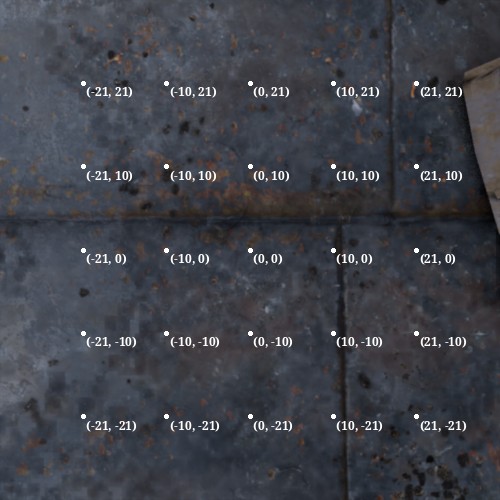 (-21, 21) (-10, 21) (0, 21) (10, 21) (21, 21)
(-21, 10) (-10, 10) (0, 10) (10, 10) (21, 10)
(-21, 0) (-10, 0) (0, 0) (10, 0) (21, 0)
(-21, -10) (-10, -10) (0, -10) (10, -10) (21, -10)
(-21, -21) (-10, -21) (0, -21) (10, -21) (21, -21)